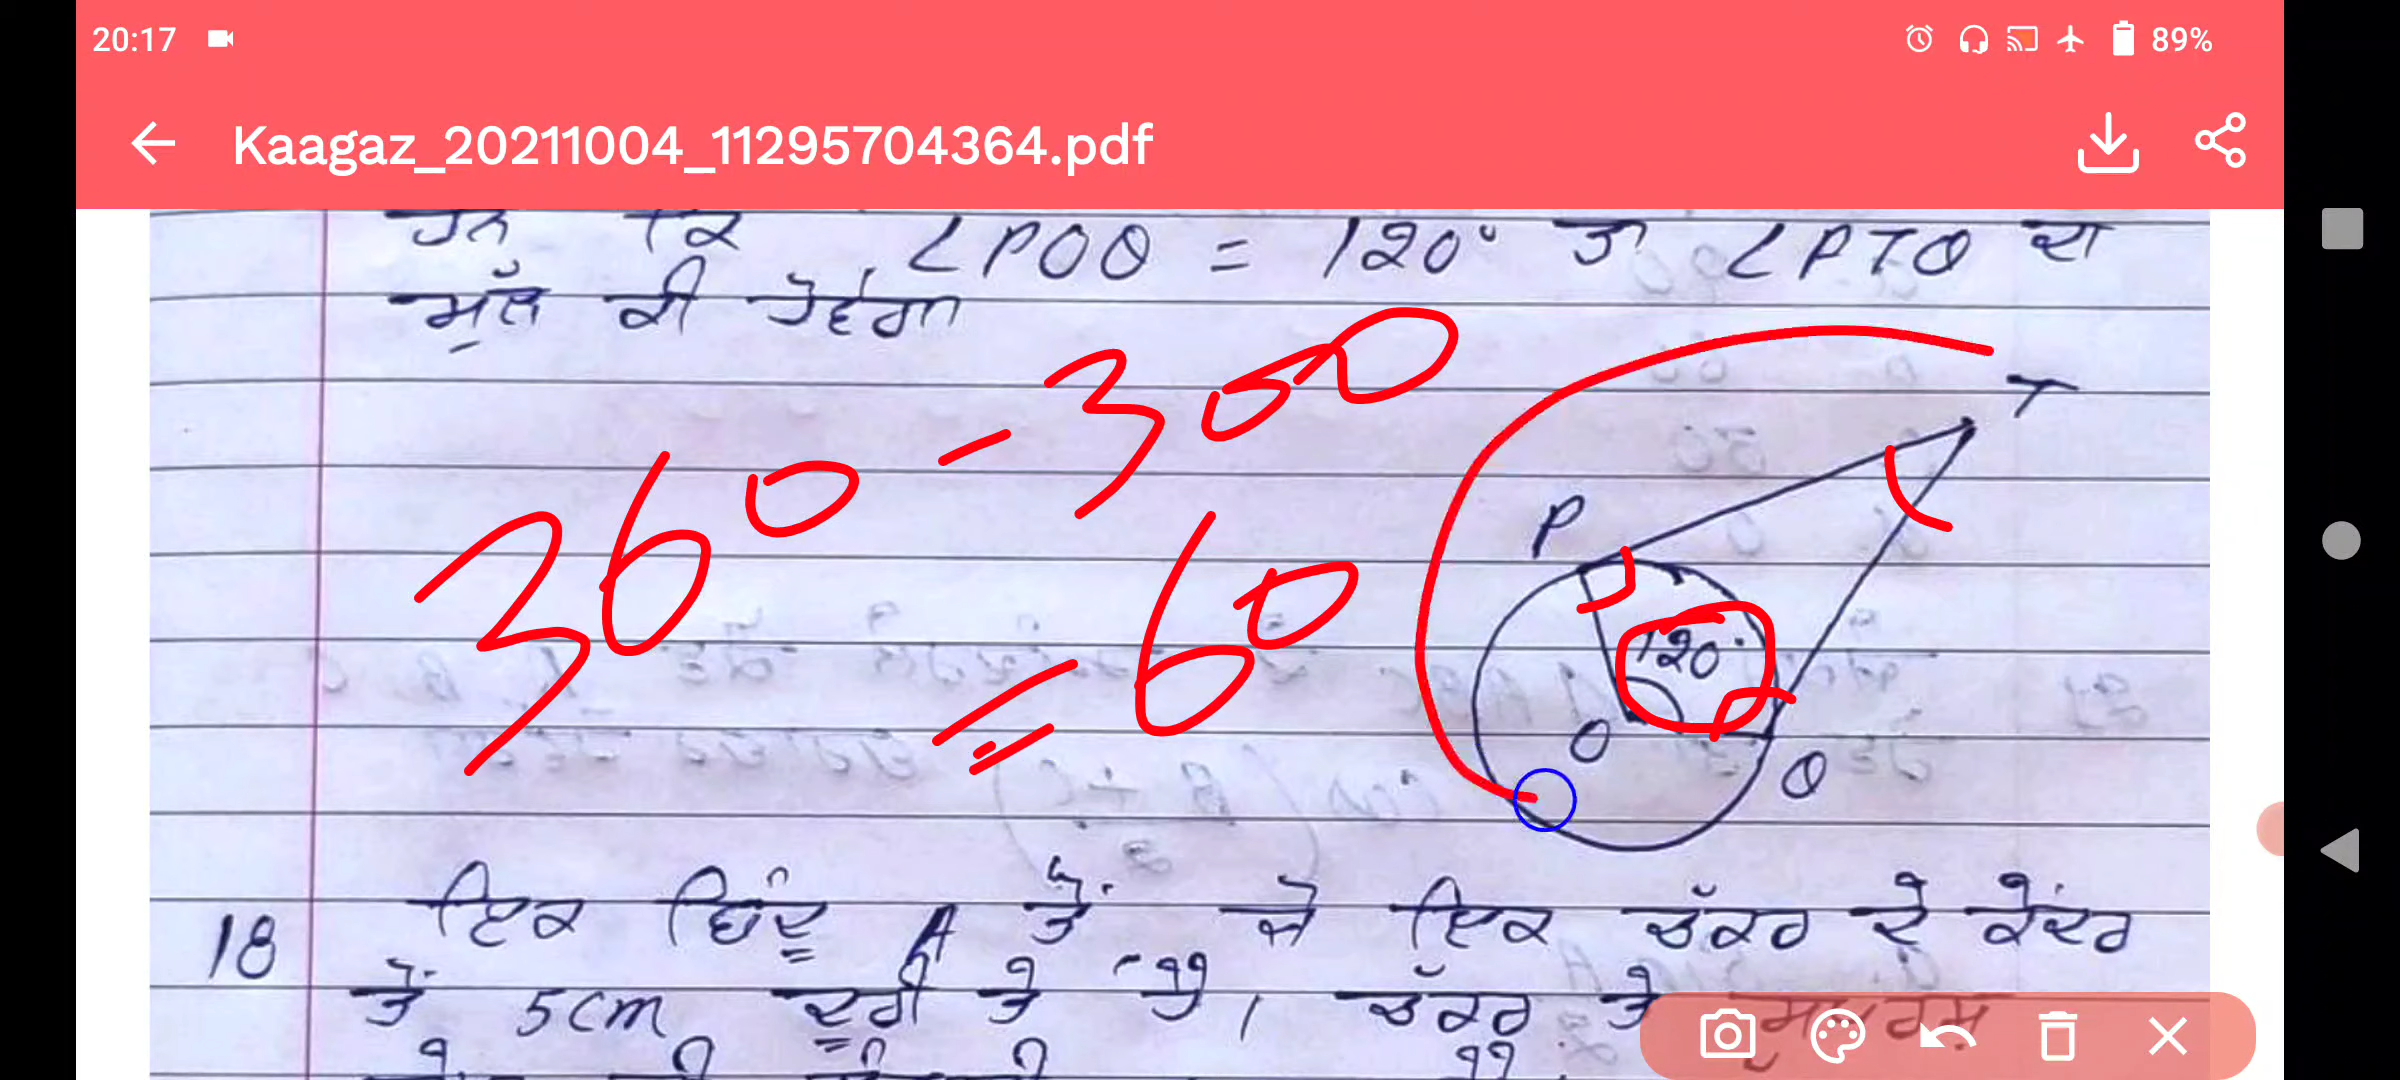 20:17 89%
Kaagaz_20211004_11295704364.pdf
ਹਨ ਕਿ ∠POQ = 120° ਤਾਂ ∠PTQ ਦਾ
ਮੁੱਲ ਕੀ ਹੋਵੇਗਾ
360 - 300
= 60
T
P
120°
O
Q
18 ਇਕ ਬਿੰਦੂ A ਤੋਂ ਜੋ ਇਕ ਚੱਕਰ ਦੇ ਕੇਂਦਰ
ਤੋਂ 5cm ਦੂਰੀ ਤੇ ਹੈ, ਚੱਕਰ ਤੇ